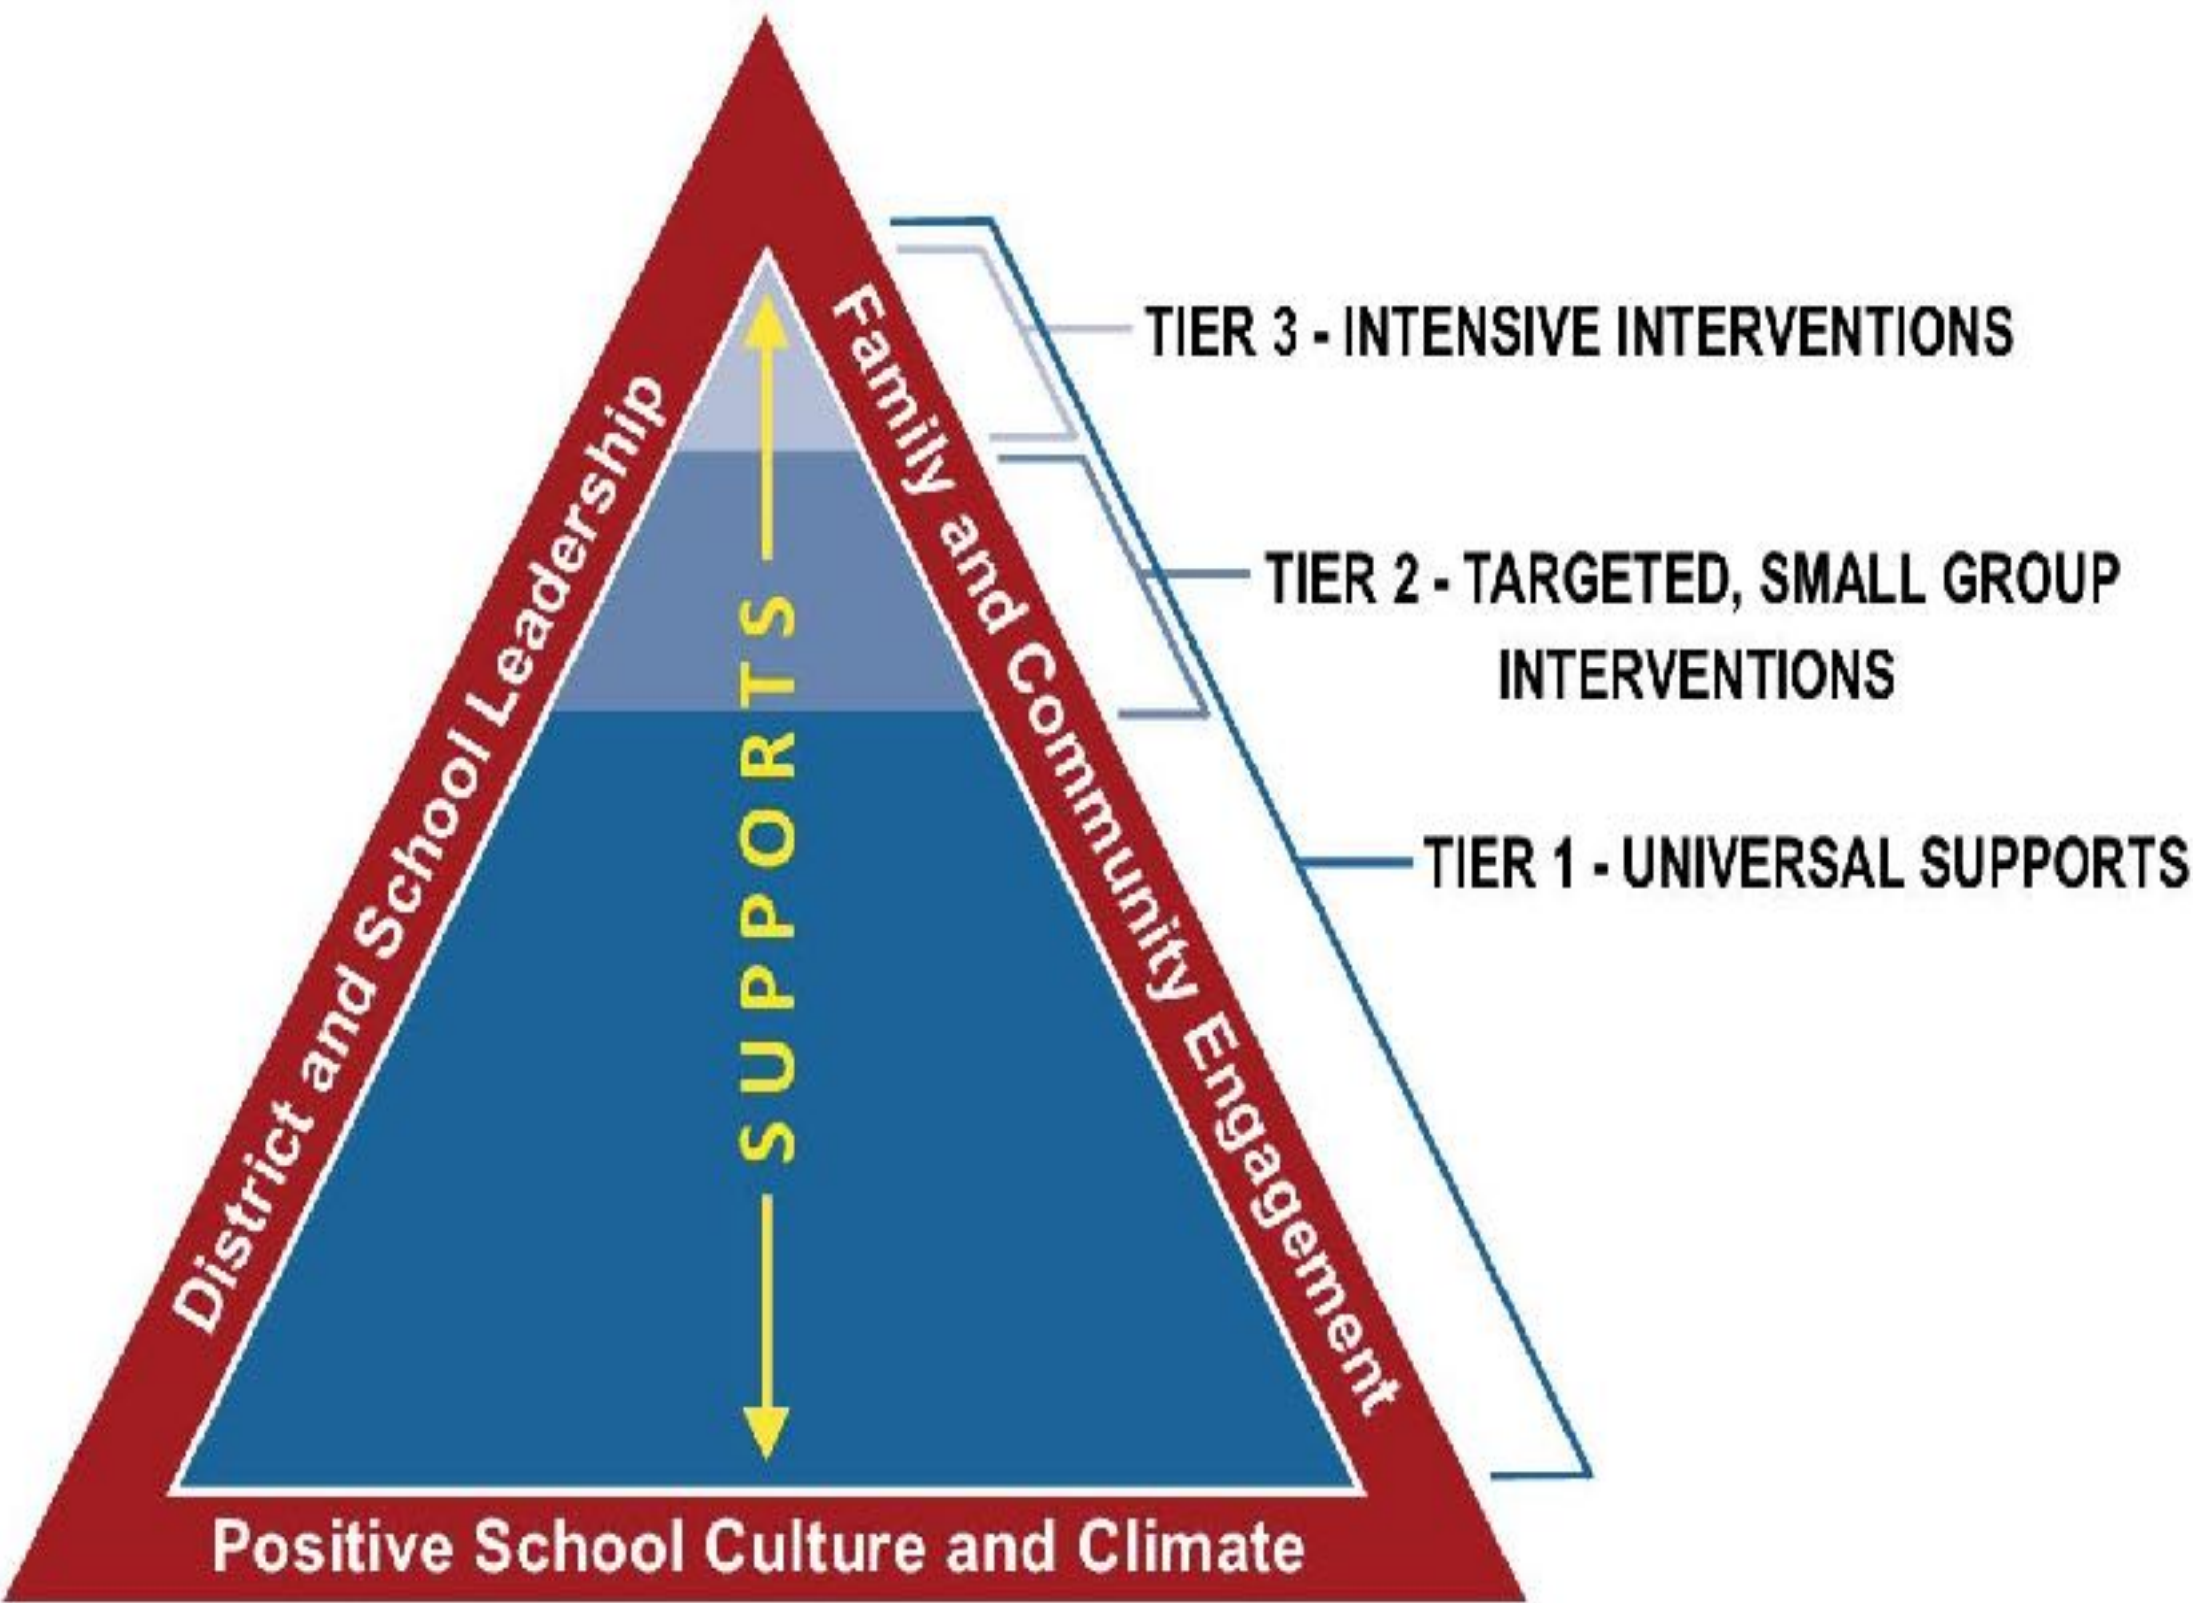 District and School Leadership
Family and Community Engagement
SUPPORTS
TIER 3 - INTENSIVE INTERVENTIONS
TIER 2 - TARGETED, SMALL GROUP
INTERVENTIONS
TIER 1 - UNIVERSAL SUPPORTS
Positive School Culture and Climate